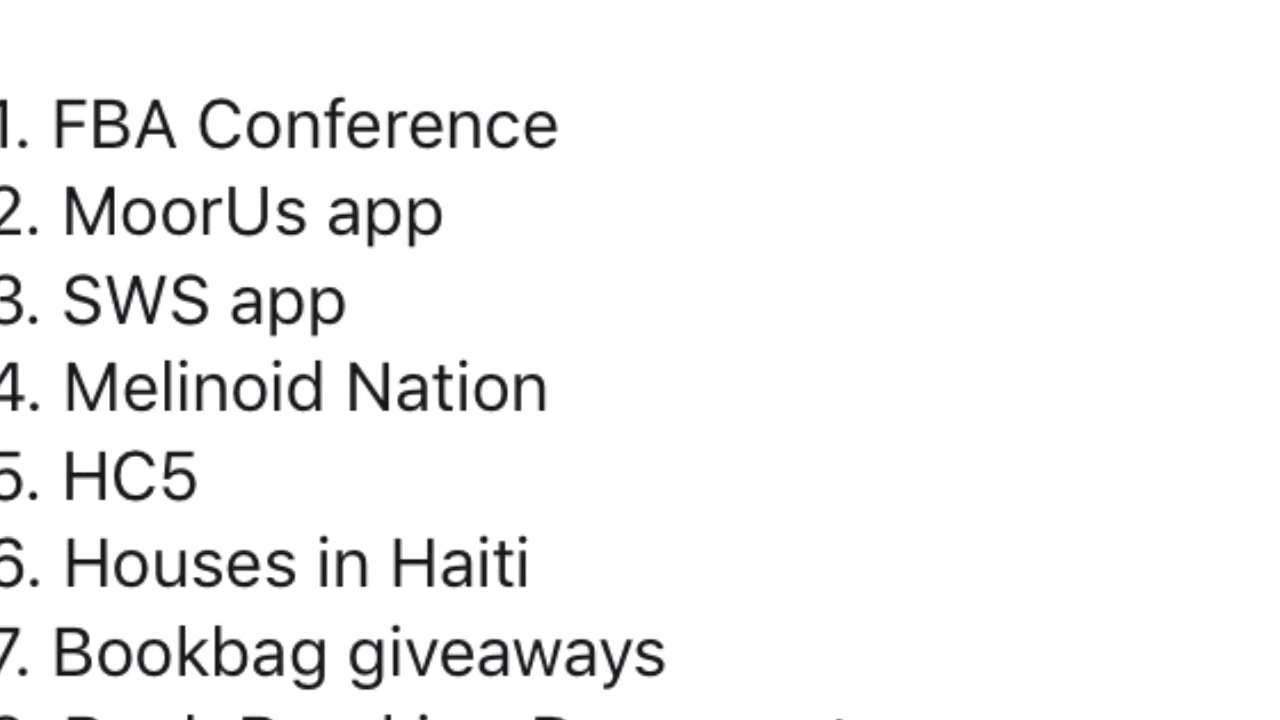 1. FBA Conference
2. MoorUs app
3. SWS app
4. Melinoid Nation
5. HC5
6. Houses in Haiti
7. Bookbag giveaways